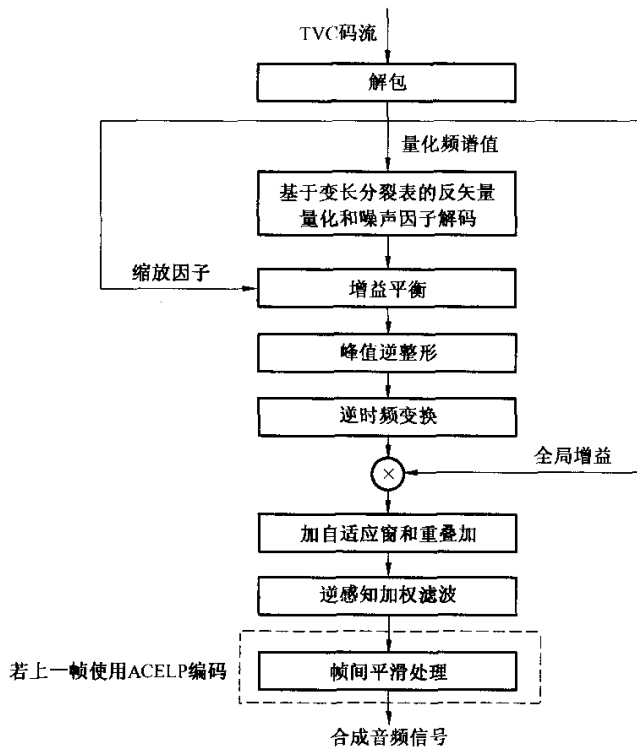 TVC码流
解包
量化频谱值
基于变长分裂表的反矢量
量化和噪声因子解码
缩放因子
增益平衡
峰值逆整形
逆时频变换
全局增益
×
加自适应窗和重叠加
逆感知加权滤波
若上一帧使用ACELP编码
帧间平滑处理
合成音频信号